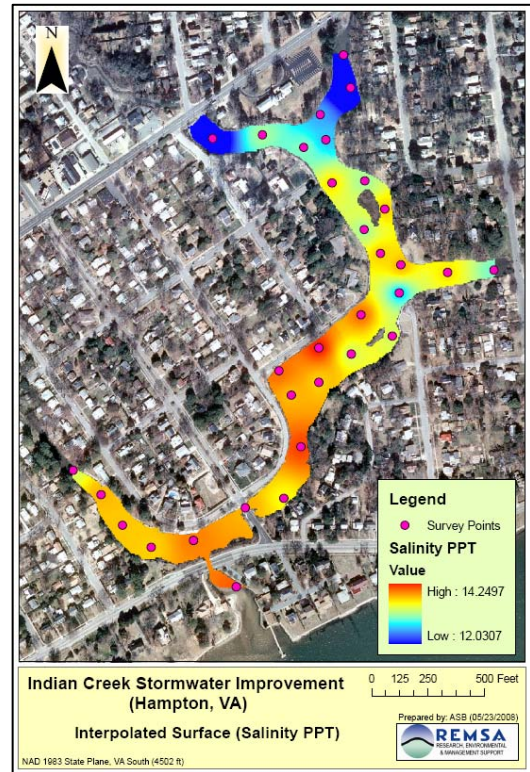 N
Legend
Survey Points
Salinity PPT
Value
High : 14.2497
Low : 12.0307
Indian Creek Stormwater Improvement
(Hampton, VA)
Interpolated Surface (Salinity PPT)
NAD 1983 State Plane, VA South (4502 ft)
0 125 250 500 Feet
Prepared by: ASB (05/23/2008)
REMSA
RESEARCH, ENVIRONMENTAL
& MANAGEMENT SUPPORT